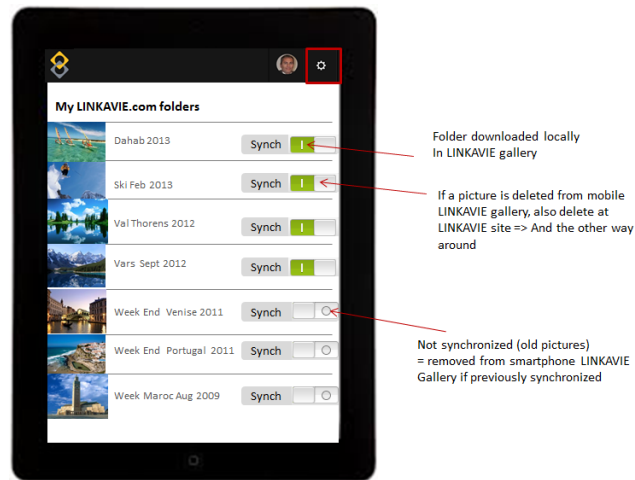 My LINKAVIE.com folders
Dahab 2013
Synch
I
Ski Feb 2013
Synch
I
Val Thorens 2012
Synch
I
Vars Sept 2012
Synch
I
Week End Venise 2011
Synch
Week End Portugal 2011
Synch
Week Maroc Aug 2009
Synch
Folder downloaded locally
In LINKAVIE gallery
If a picture is deleted from mobile
LINKAVIE gallery, also delete at
LINKAVIE site => And the other way
around
Not synchronized (old pictures)
= removed from smartphone LINKAVIE
Gallery if previously synchronized